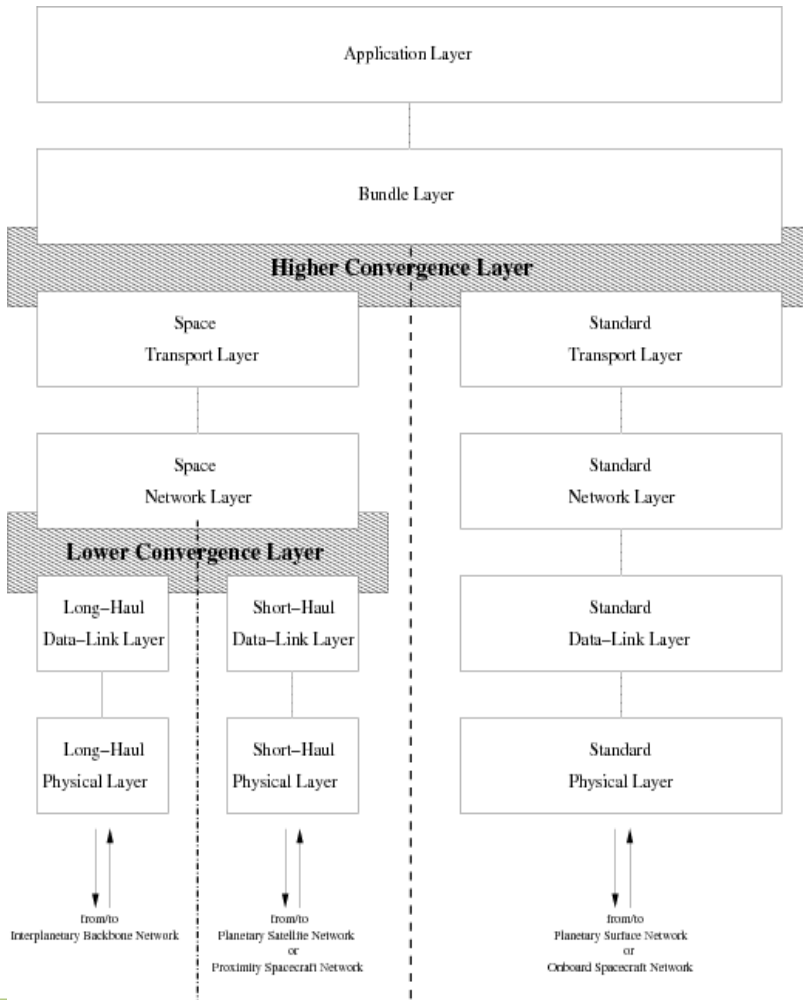 Application Layer
Bundle Layer
Higher Convergence Layer
Space
Transport Layer
Standard
Transport Layer
Space
Network Layer
Standard
Network Layer
Lower Convergence Layer
Long–Haul
Data–Link Layer
Short–Haul
Data–Link Layer
Standard
Data–Link Layer
Long–Haul
Physical Layer
Short–Haul
Physical Layer
Standard
Physical Layer
from/to
Interplanetary Backbone Network
from/to
Planetary Satellite Network
or
Proximity Spacecraft Network
from/to
Planetary Surface Network
or
Onboard Spacecraft Network